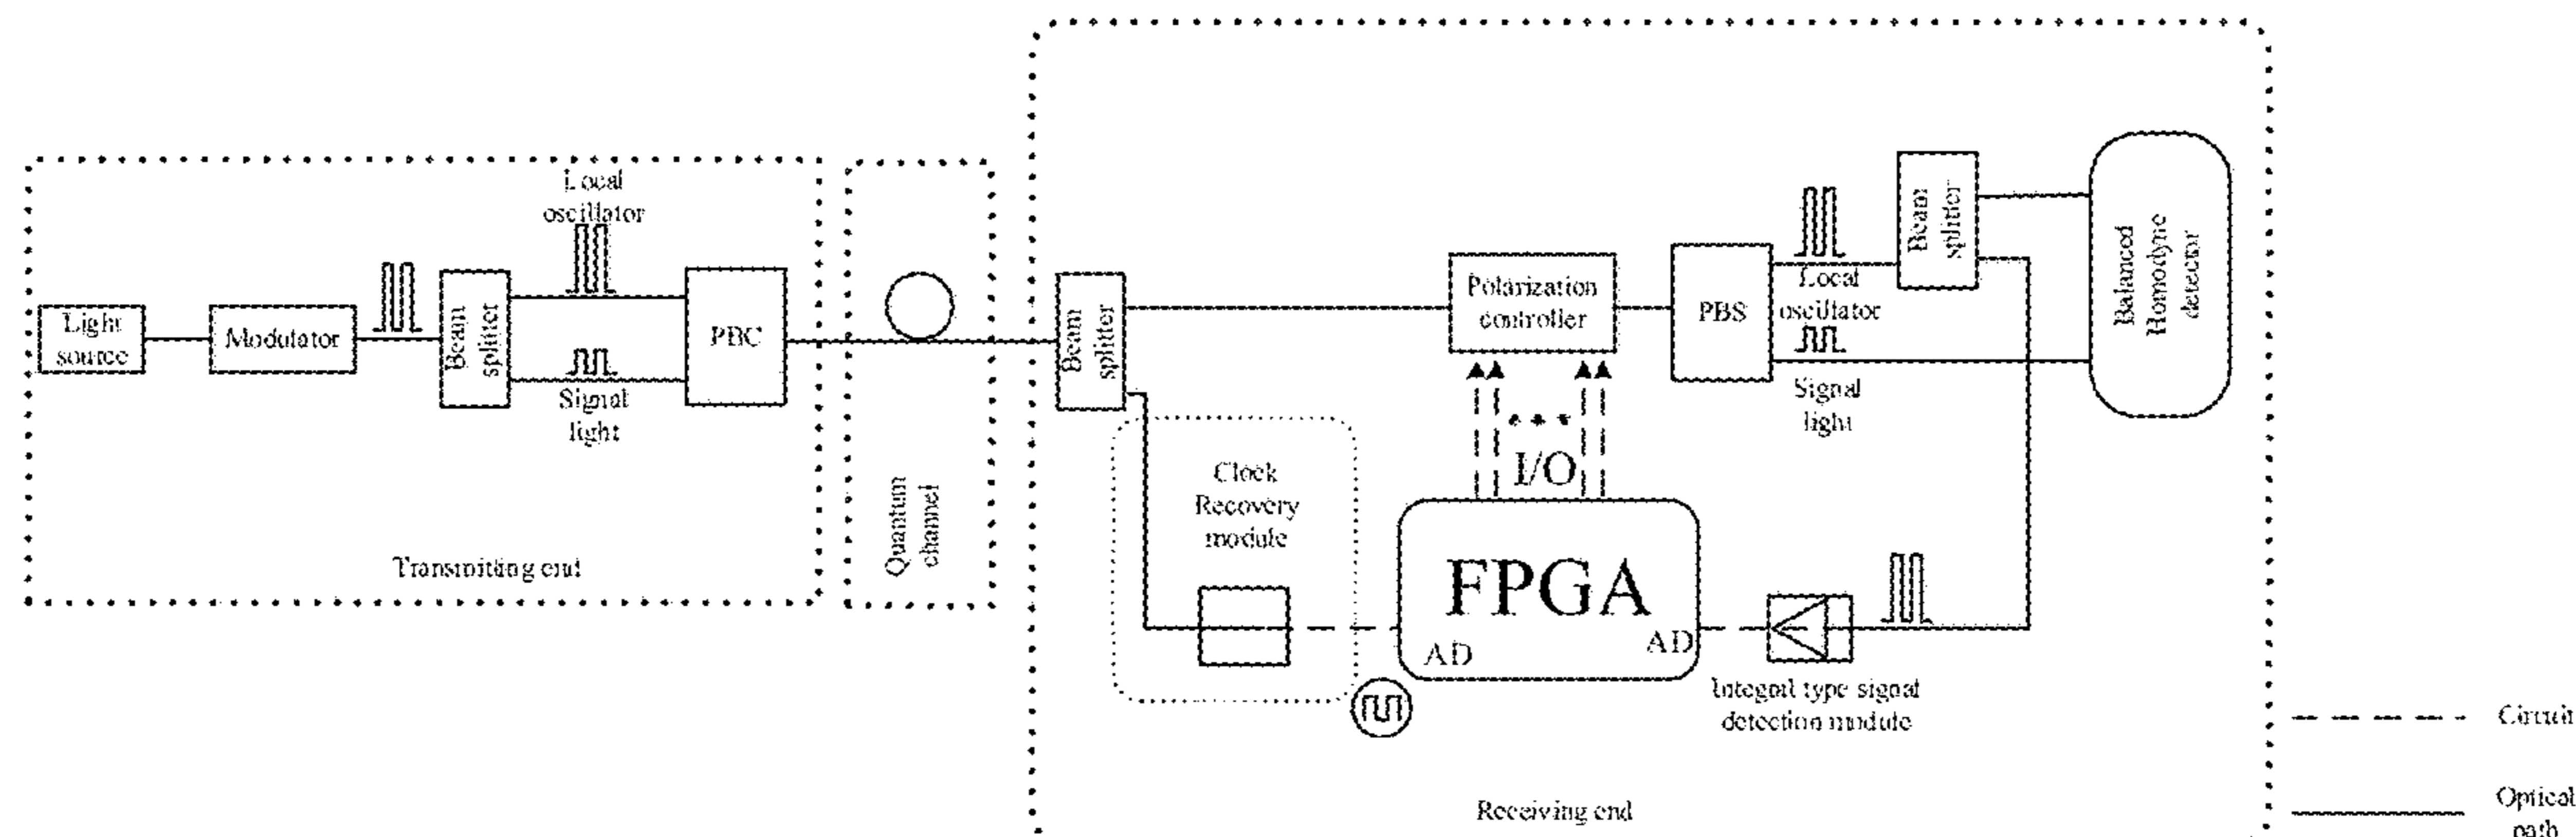 Light
source
Modulator
Beam
splitter
Local
oscillator
Signal
light
PBC
Transmitting end
Quantum
channel
Beam
splitter
Clock
Recovery
module
Polarization
controller
I/O
FPGA
AD
AD
PBS
Local
oscillator
Signal
light
Beam
splitter
Balanced
Homodyne
detector
Integral type signal
detection module
Receiving end
Circuit
Optical
path